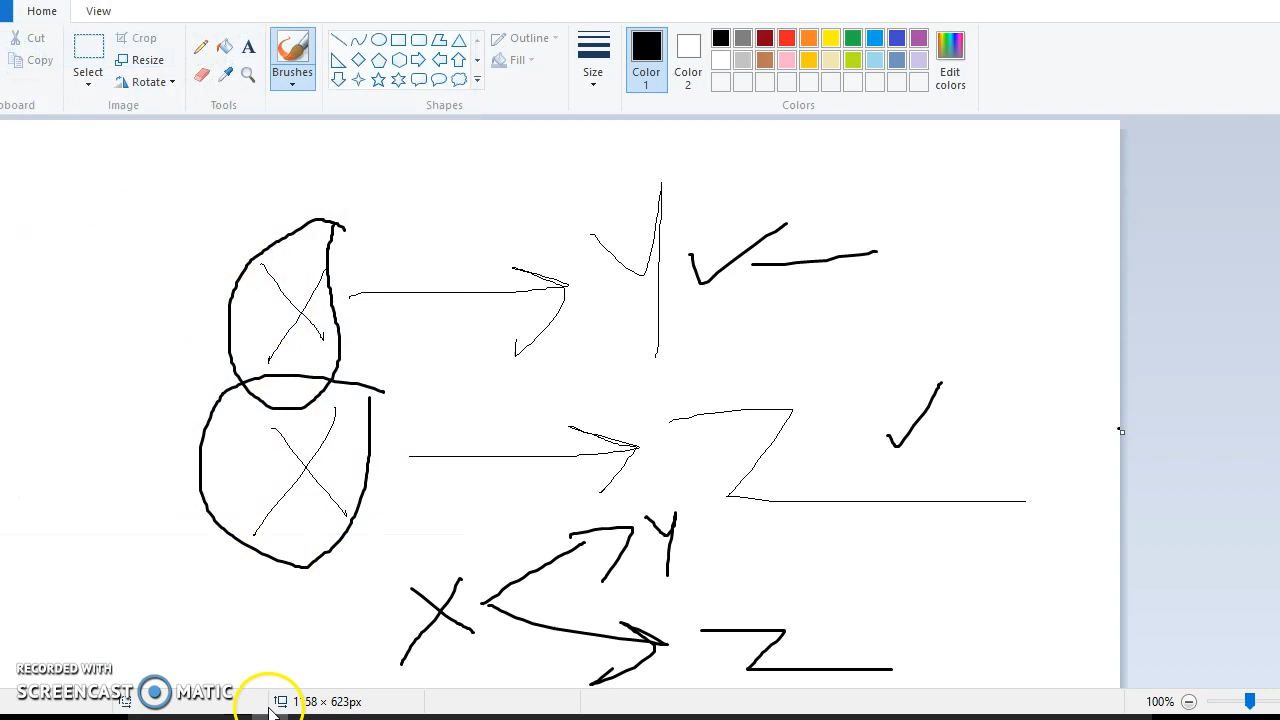 Home View
Cut
Copy
oboard
Select
Crop
Resize
Rotate
Image
Tools
Brushes
Outline
Fill
Shapes
Size
Color 1
Color 2
Edit colors
Colors
X Y
X Z
X Y
Z
RECORDED WITH
SCREENCAST MATIC
100%